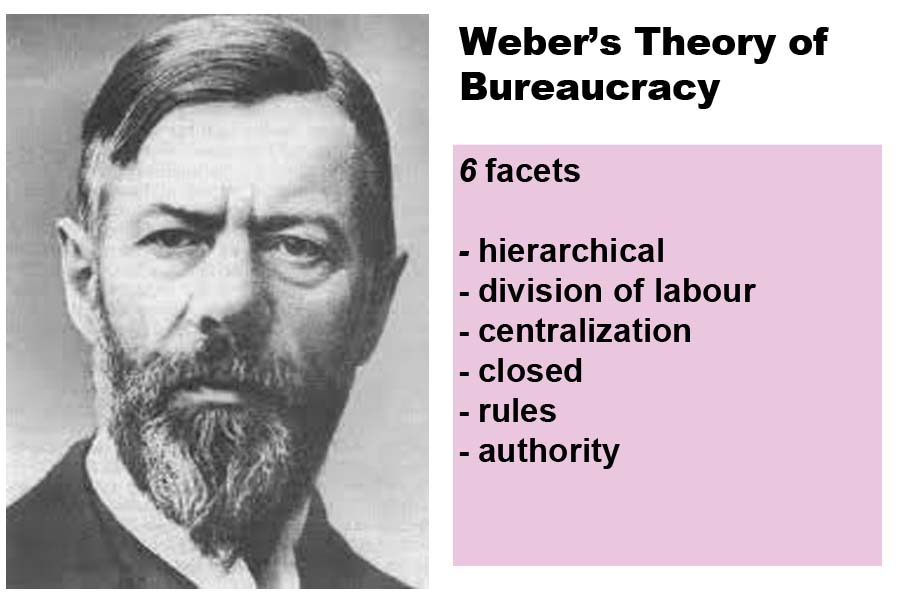 Weber’s Theory of
Bureaucracy
6 facets
- hierarchical
- division of labour
- centralization
- closed
- rules
- authority